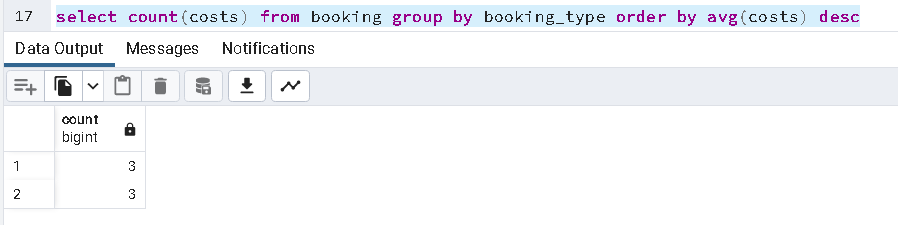 17 select count(costs) from booking group by booking_type order by avg(costs) desc
Data Output Messages Notifications
count
bigint
1 3
2 3